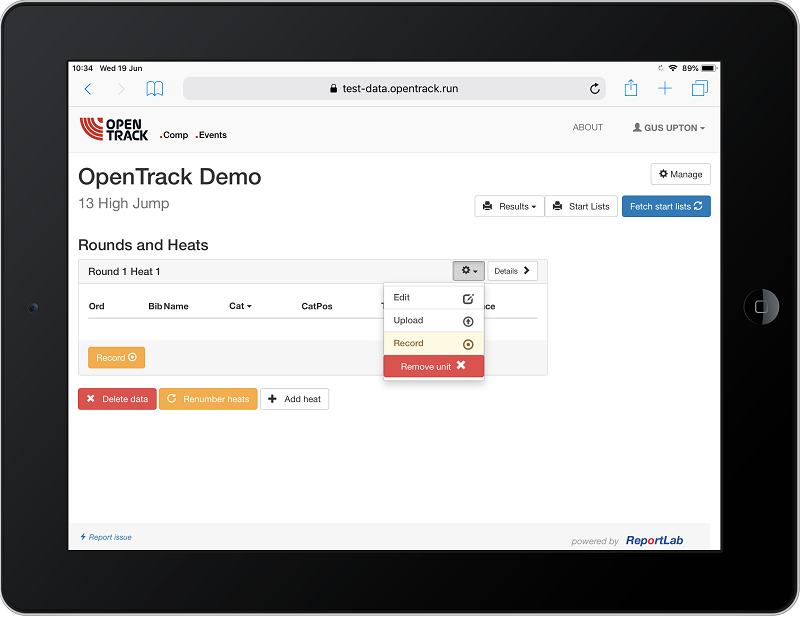 10:34 Wed 19 Jun 89%
test-data.opentrack.run
OPEN TRACK .Comp .Events ABOUT GUS UPTON
OpenTrack Demo Manage
13 High Jump Results Start Lists Fetch start lists
Rounds and Heats
Round 1 Heat 1 Details
Edit
Upload
Record
Remove unit
Ord Bib Name Cat CatPos
Record
Delete data Renumber heats Add heat
Report issue powered by ReportLab